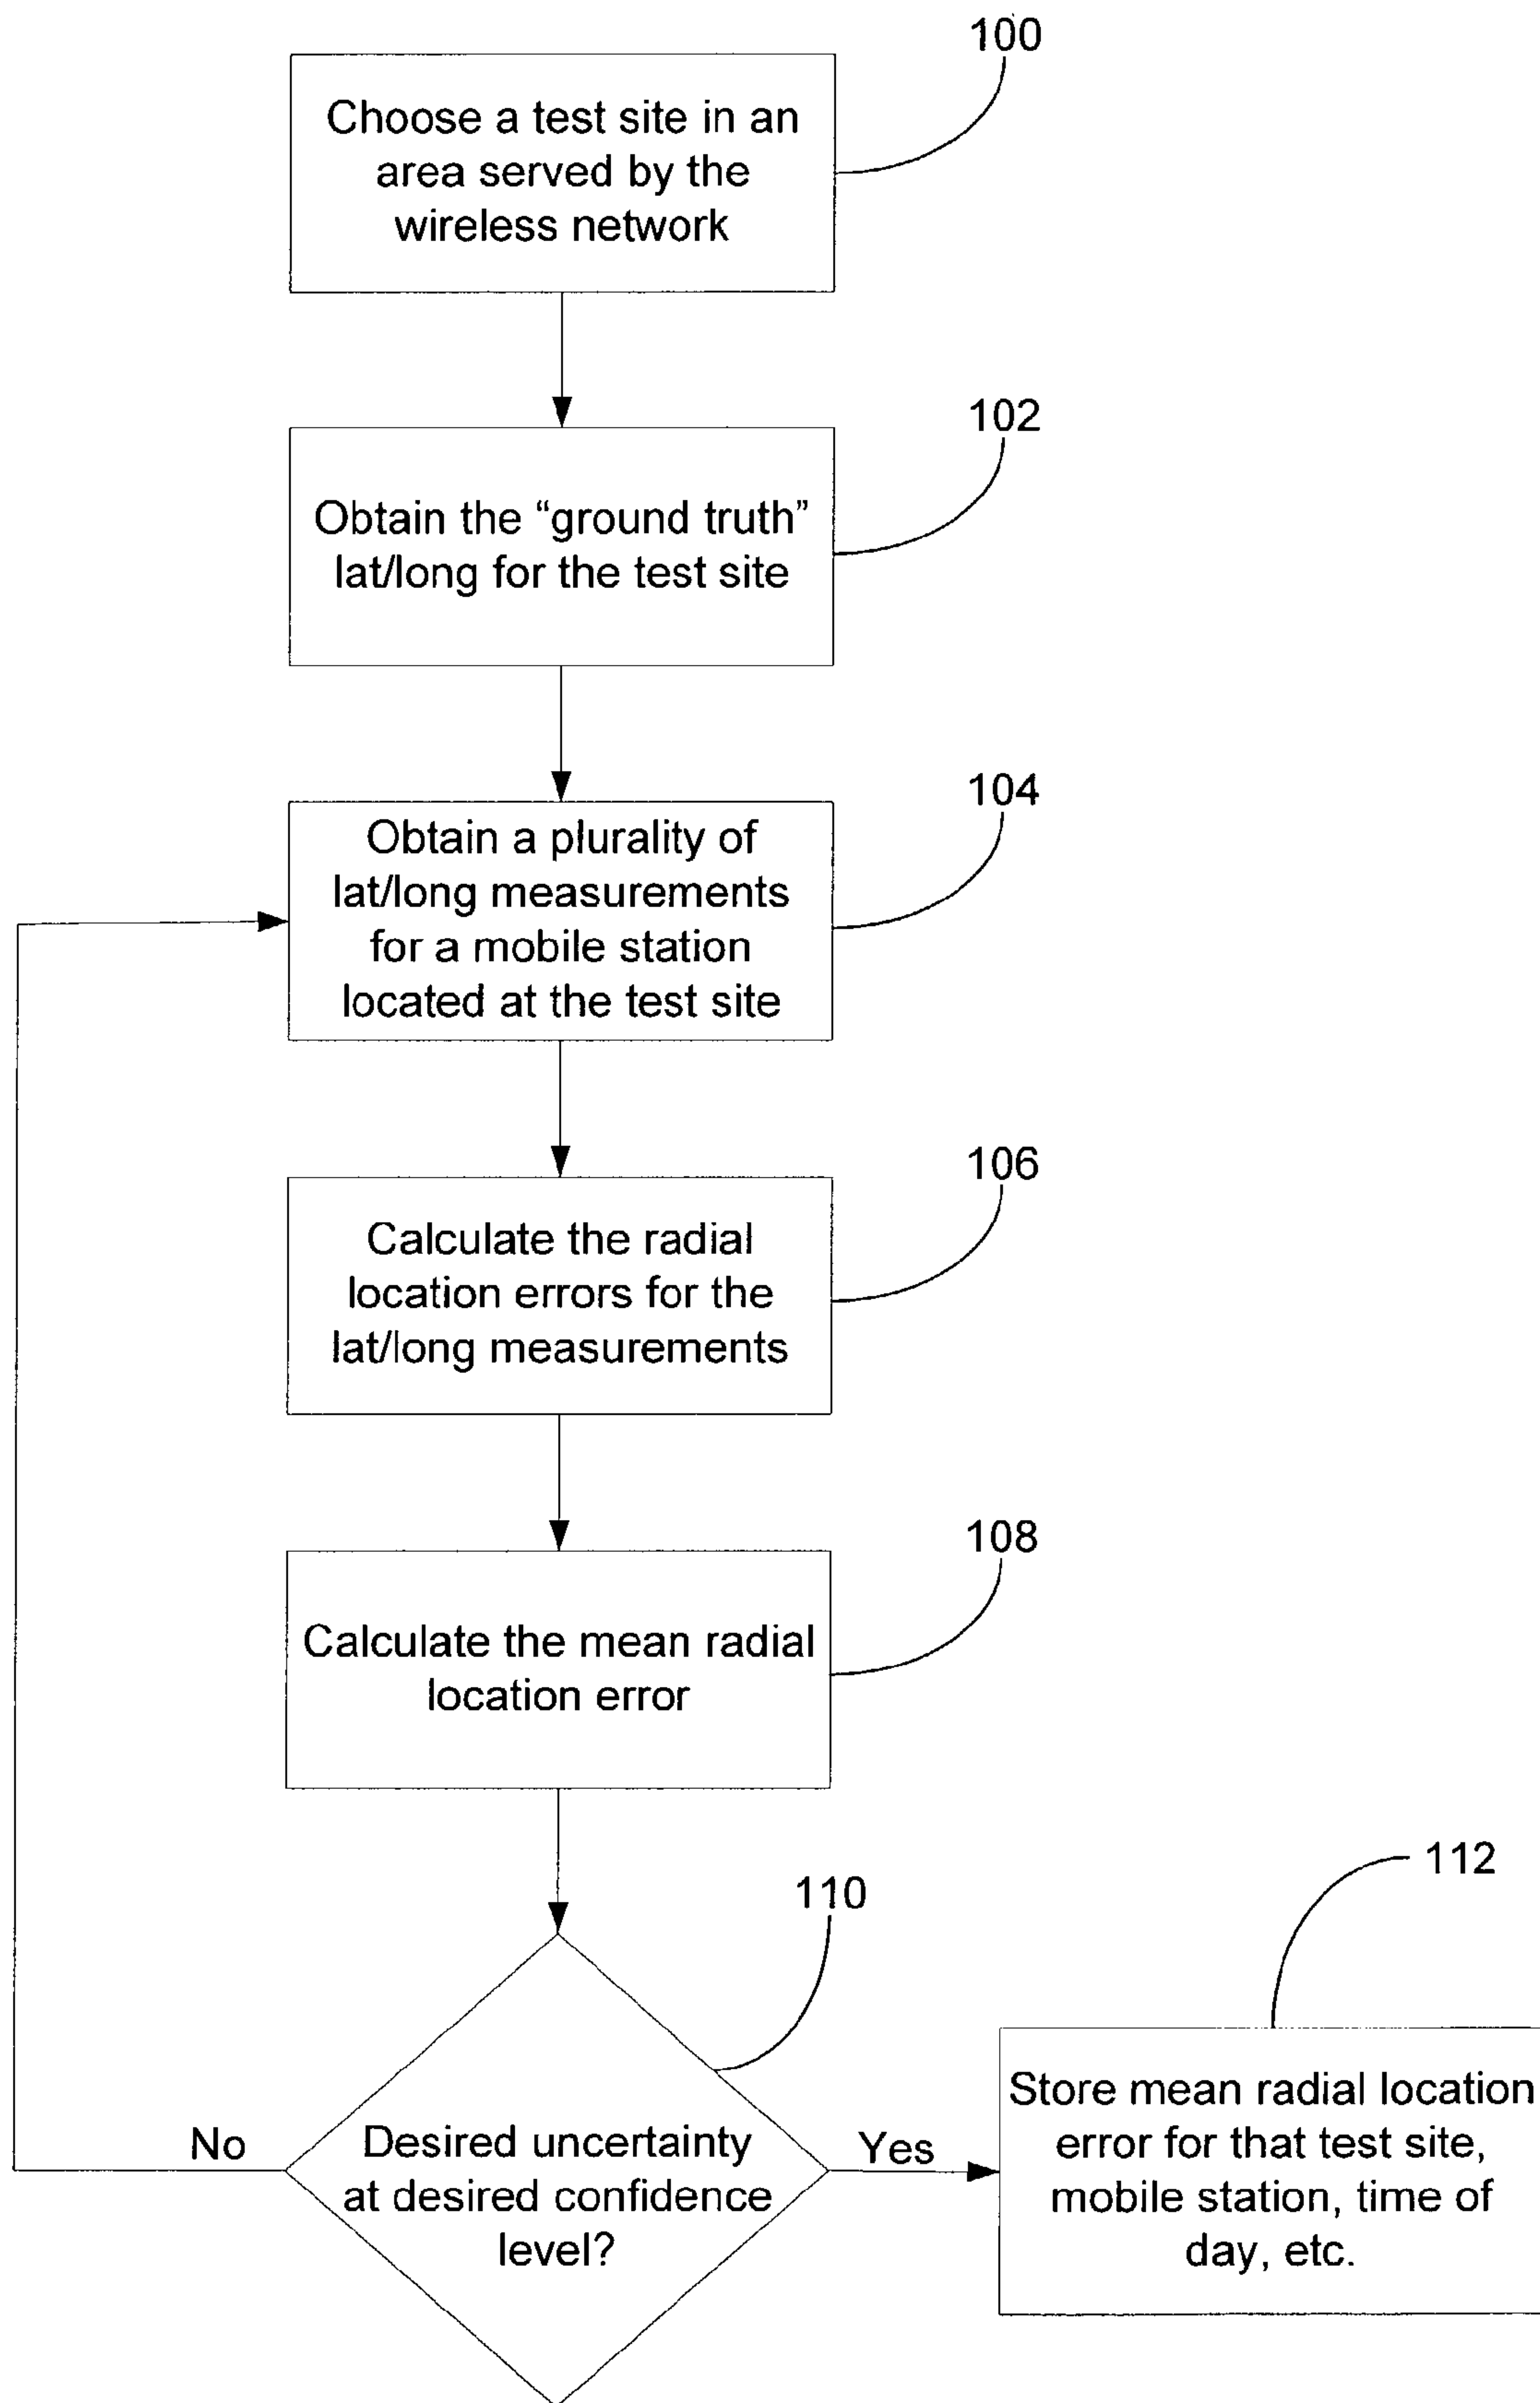 100
Choose a test site in an
area served by the
wireless network
102
Obtain the “ground truth”
lat/long for the test site
104
Obtain a plurality of
lat/long measurements
for a mobile station
located at the test site
106
Calculate the radial
location errors for the
lat/long measurements
108
Calculate the mean radial
location error
110
Desired uncertainty
at desired confidence
level?
No
Yes
112
Store mean radial location
error for that test site,
mobile station, time of
day, etc.